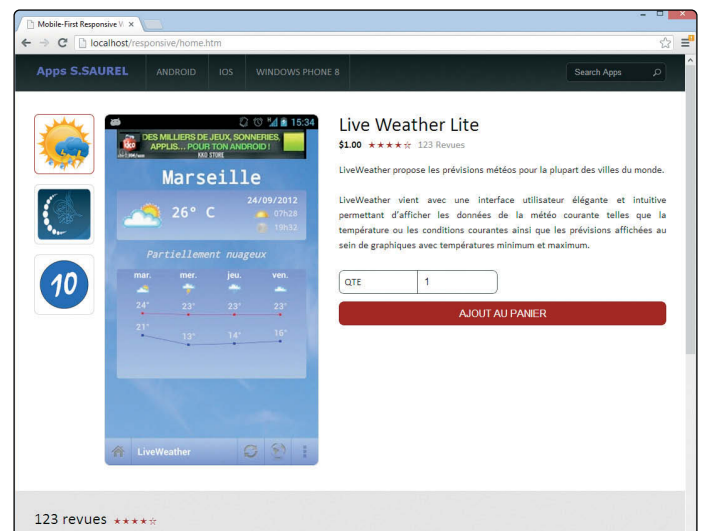 Mobile-First Responsive W
localhost/responsive/home.htm
Apps S.SAUREL
ANDROID
IOS
WINDOWS PHONE 8
Search Apps
15:34
DES MILLIERS DE JEUX, SONNERIES,
APPLIS... POUR TON ANDROID !
KKO STORE
Marseille
24/09/2012
26° C
07h28
19h32
Partiellement nuageux
mar. mer. jeu. ven.
24° 23° 23° 23°
21° 13° 14° 16°
LiveWeather
10
Live Weather Lite
$1.00 ★★★★☆ 123 Revues
LiveWeather propose les prévisions météos pour la plupart des villes du monde.
LiveWeather vient avec une interface utilisateur élégante et intuitive
permettant d'afficher les données de la météo courante telles que la
température ou les conditions courantes ainsi que les prévisions affichées au
sein de graphiques avec températures minimum et maximum.
QTE 1
AJOUT AU PANIER
123 revues ★★★★☆